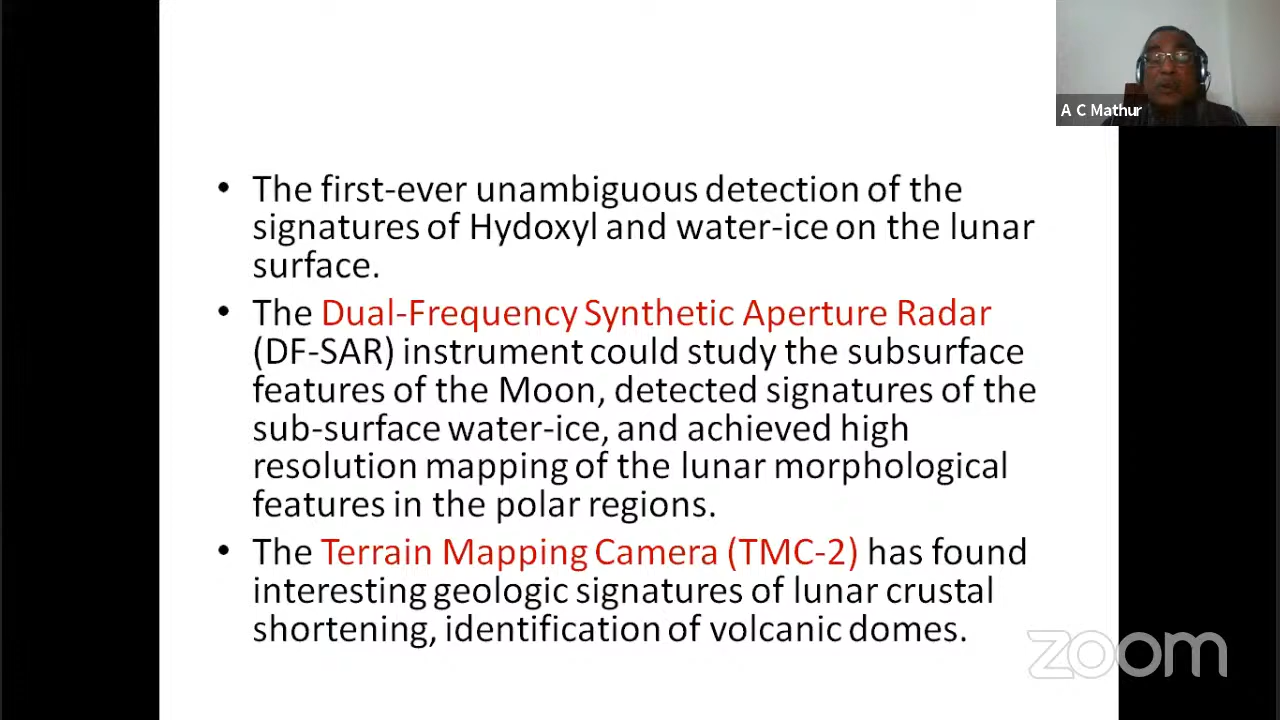 A C Mathur
• The first-ever unambiguous detection of the
signatures of Hydoxyl and water-ice on the lunar
surface.
• The Dual-Frequency Synthetic Aperture Radar
(DF-SAR) instrument could study the subsurface
features of the Moon, detected signatures of the
sub-surface water-ice, and achieved high
resolution mapping of the lunar morphological
features in the polar regions.
• The Terrain Mapping Camera (TMC-2) has found
interesting geologic signatures of lunar crustal
shortening, identification of volcanic domes.
zoom